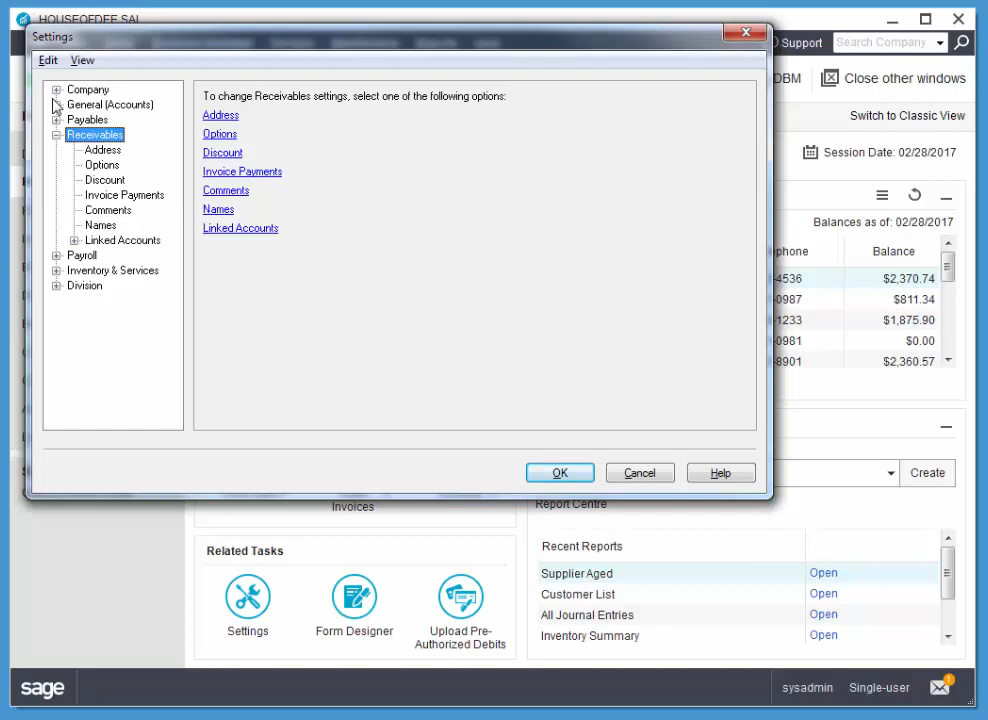 HOUSEOFDEE.SAI
Settings
Edit View
Support
Search Company
DBM
Close other windows
Switch to Classic View
Session Date: 02/28/2017
Company
General (Accounts)
Payables
Receivables
Address
Options
Discount
Invoice Payments
Comments
Names
Linked Accounts
Payroll
Inventory & Services
Division
To change Receivables settings, select one of the following options:
Address
Options
Discount
Invoice Payments
Comments
Names
Linked Accounts
OK
Cancel
Help
Balances as of: 02/28/2017
phone Balance
-4536 $2,370.74
-0987 $811.34
-1233 $1,875.90
-0981 $0.00
-8901 $2,360.57
Create
Invoices
Report Centre
Related Tasks
Settings
Form Designer
Upload Pre-
Authorized Debits
Recent Reports
Supplier Aged Open
Customer List Open
All Journal Entries Open
Inventory Summary Open
sage
sysadmin
Single-user